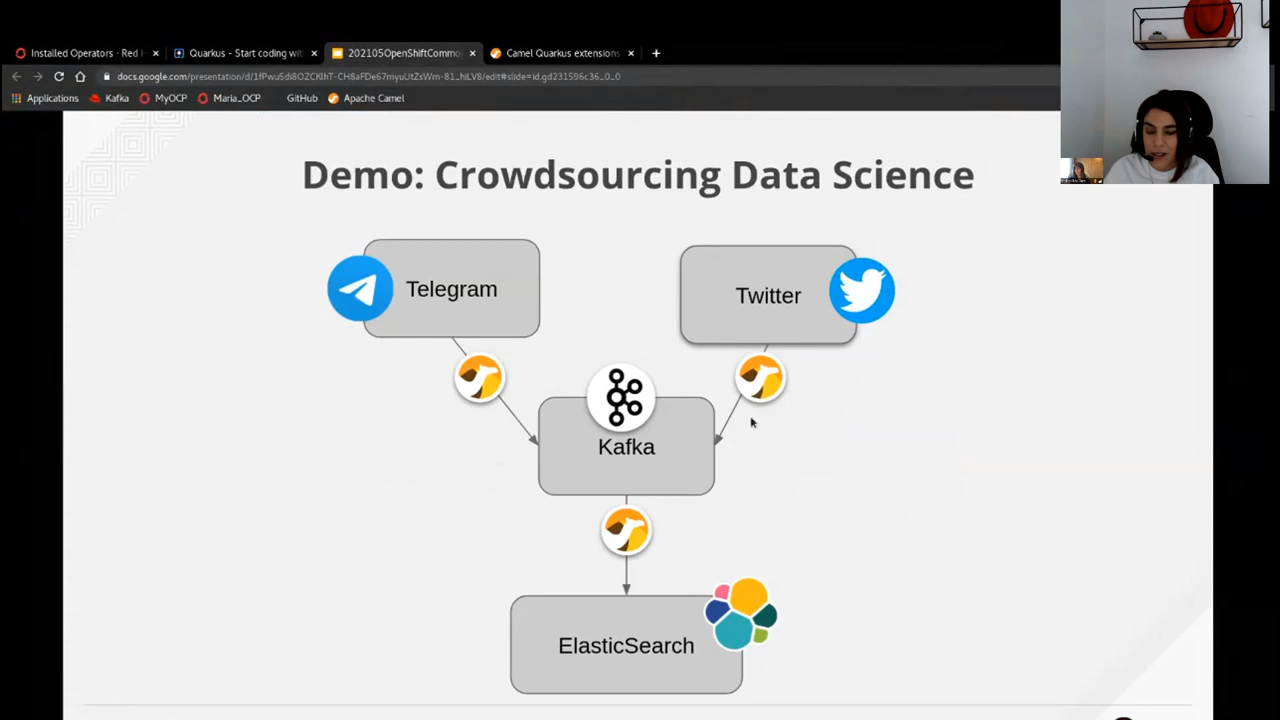 Installed Operators - Red H
Quarkus - Start coding wit
202105OpenShiftCommo
Camel Quarkus extensions
Applications
Kafka
MyOCP
Maria_OCP
GitHub
Apache Camel
Demo: Crowdsourcing Data Science
Telegram
Twitter
Kafka
ElasticSearch